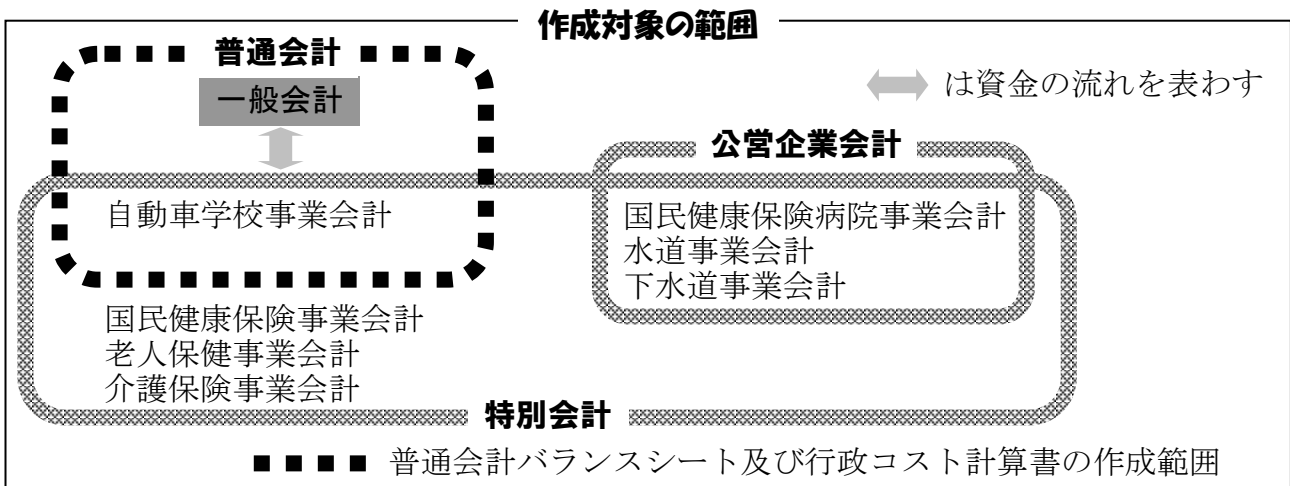 作成対象の範囲
普通会計
一般会計
は資金の流れを表わす
公営企業会計
自動車学校事業会計
国民健康保険病院事業会計
水道事業会計
下水道事業会計
国民健康保険事業会計
老人保健事業会計
介護保険事業会計
特別会計
普通会計バランスシート及び行政コスト計算書の作成範囲